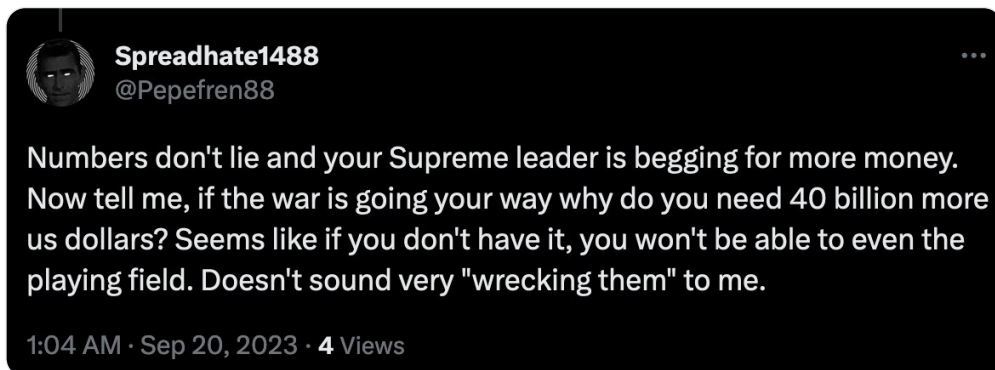 Spreadhate1488
@Pepefren88
Numbers don't lie and your Supreme leader is begging for more money.
Now tell me, if the war is going your way why do you need 40 billion more
us dollars? Seems like if you don't have it, you won't be able to even the
playing field. Doesn't sound very "wrecking them" to me.
1:04 AM · Sep 20, 2023 · 4 Views